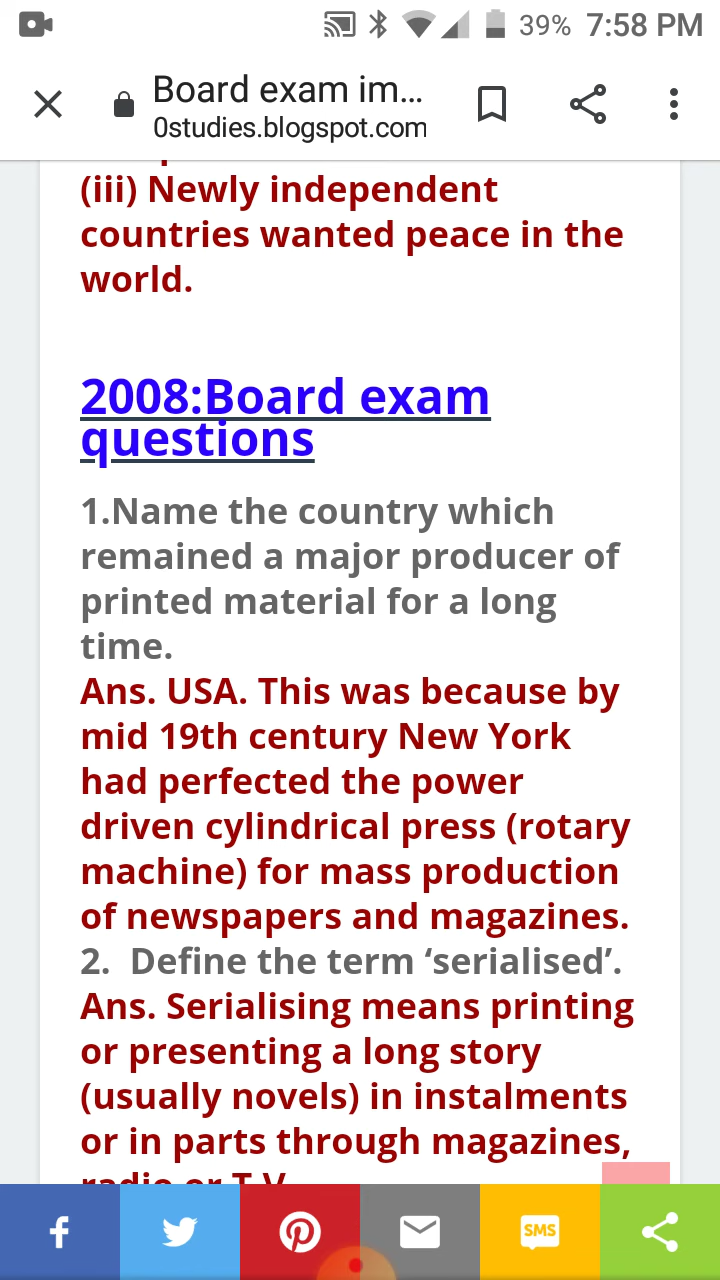 39% 7:58 PM
Board exam im...
0studies.blogspot.com
(iii) Newly independent
countries wanted peace in the
world.
2008:Board exam
questions
1.Name the country which
remained a major producer of
printed material for a long
time.
Ans. USA. This was because by
mid 19th century New York
had perfected the power
driven cylindrical press (rotary
machine) for mass production
of newspapers and magazines.
2. Define the term ‘serialised’.
Ans. Serialising means printing
or presenting a long story
(usually novels) in instalments
or in parts through magazines,
radio or T.V
f
SMS